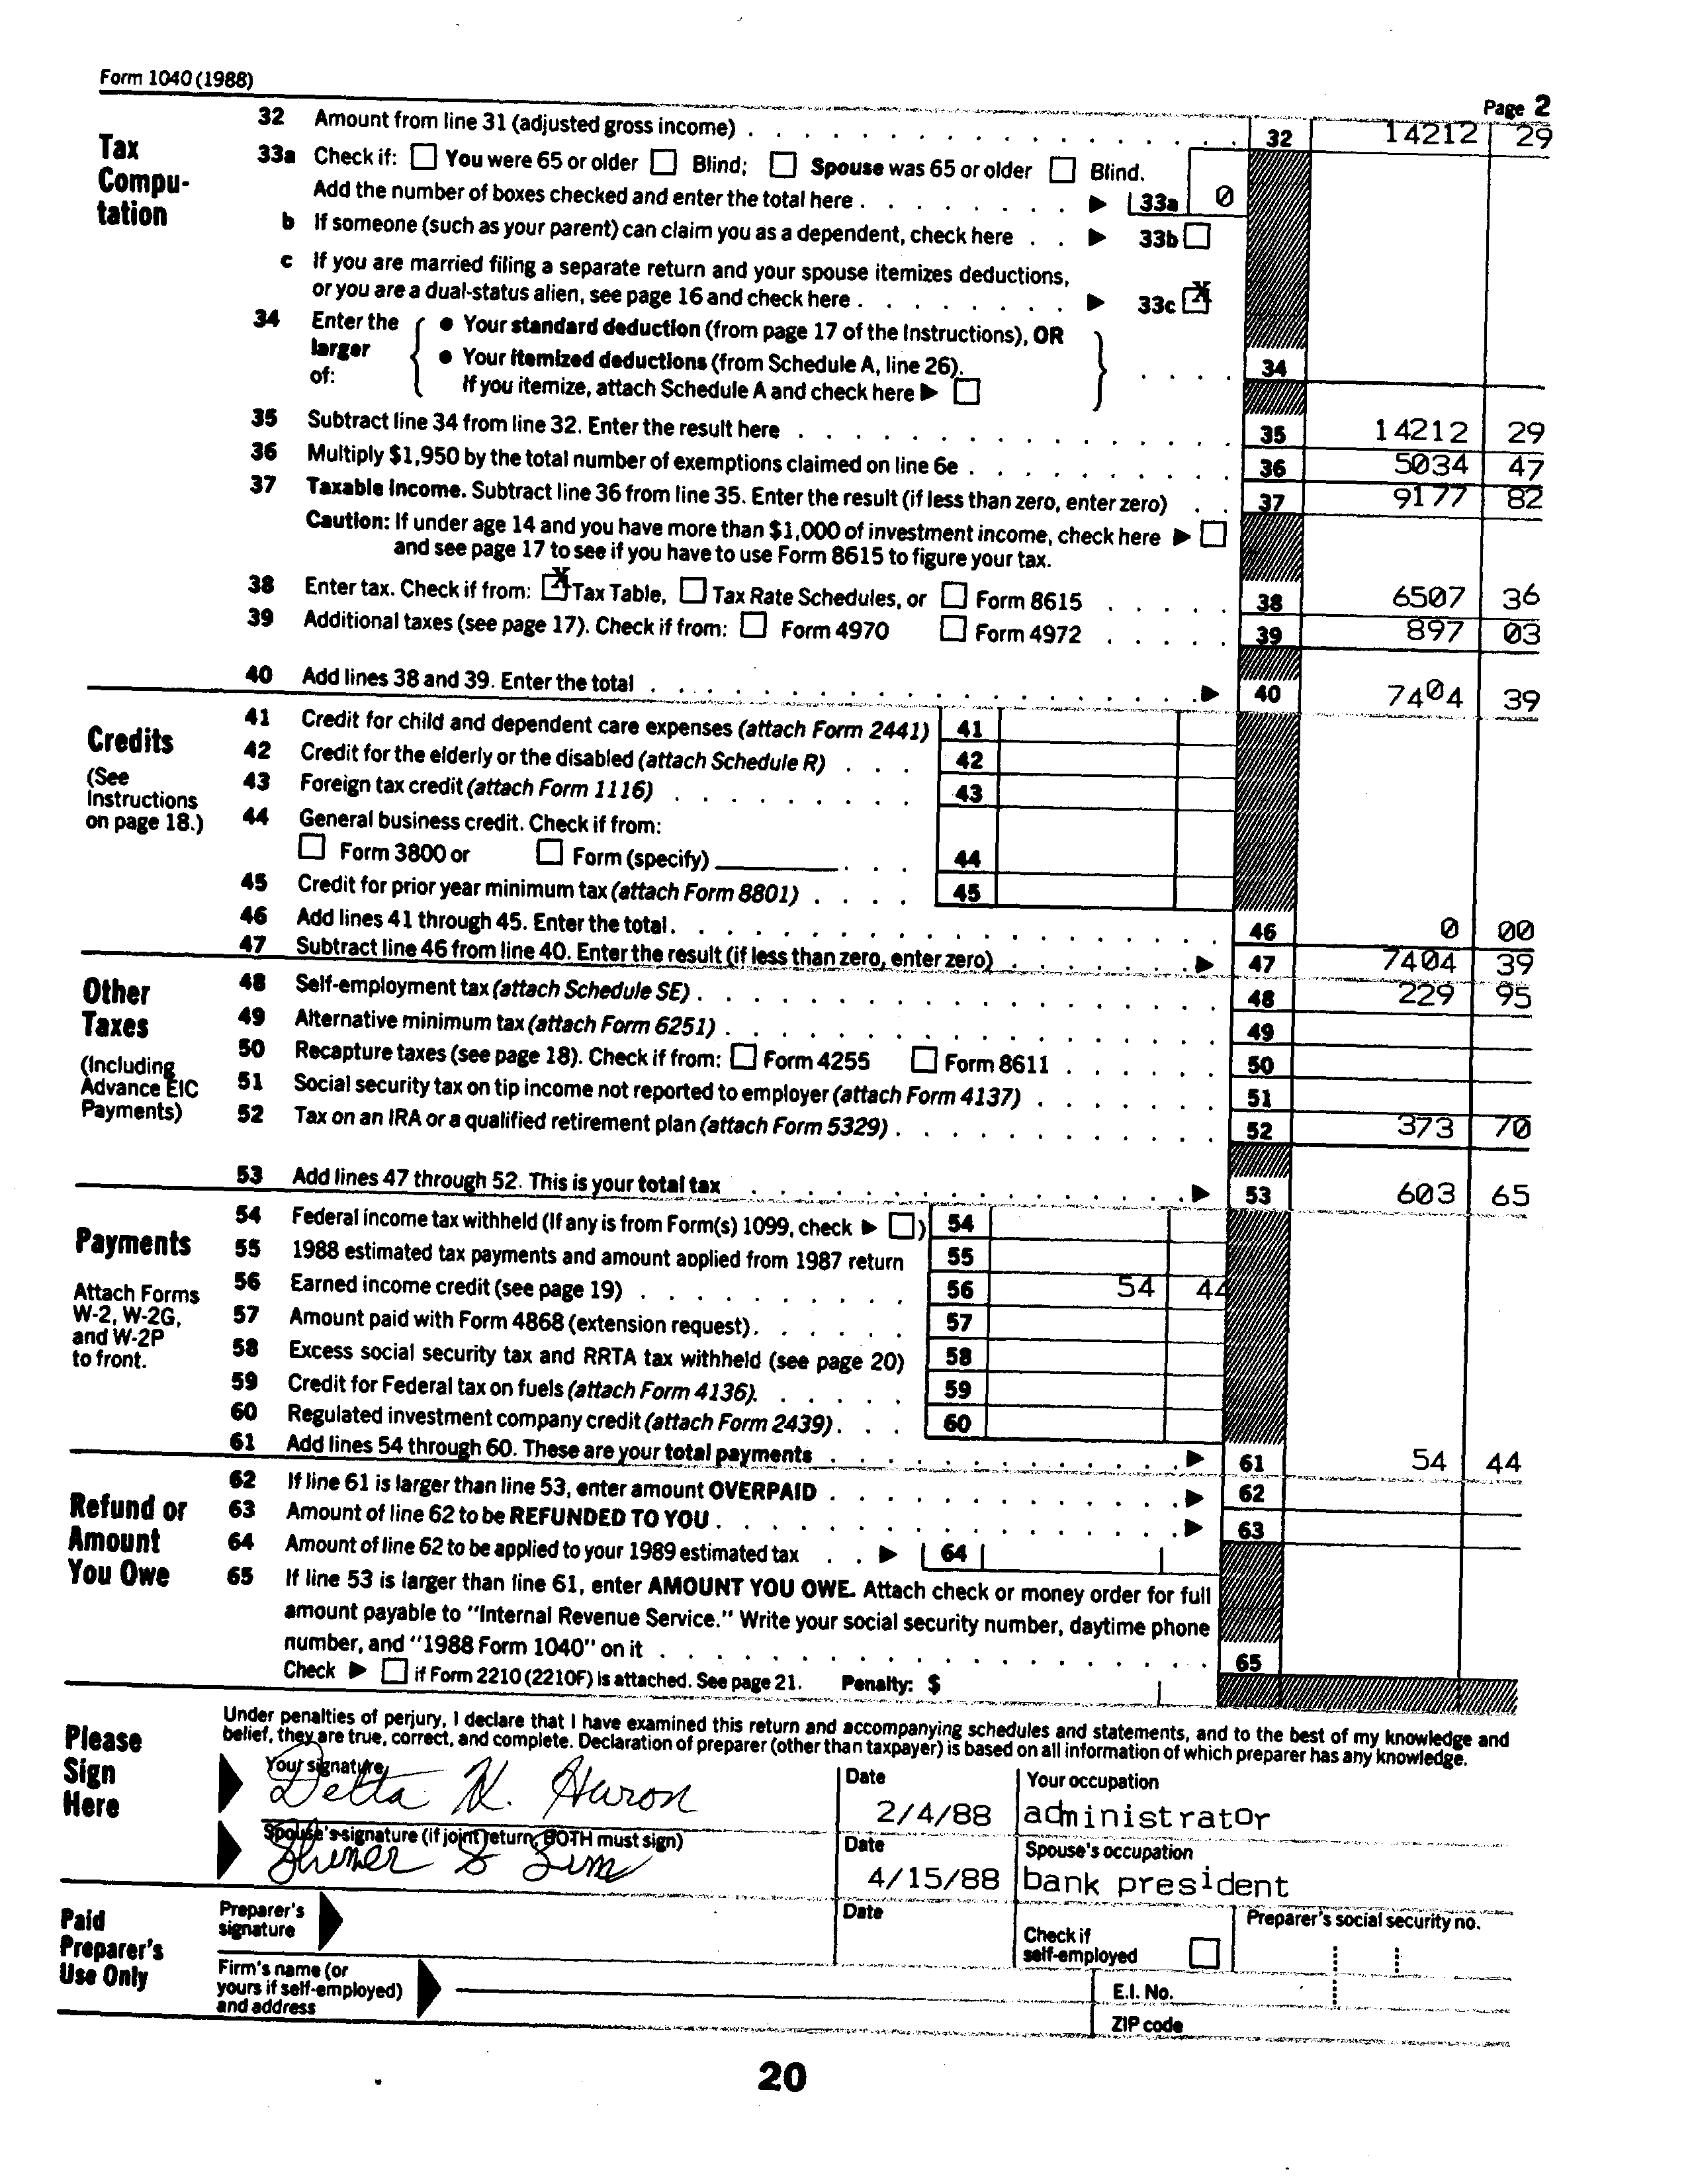 Form 1040 (1988)
Page 2
Tax Compu-tation
32 Amount from line 31 (adjusted gross income) . . . 32 14212 29
33a Check if: ☐ You were 65 or older ☐ Blind; ☐ Spouse was 65 or older ☐ Blind.
Add the number of boxes checked and enter the total here . . . ▶ 33a 0
b If someone (such as your parent) can claim you as a dependent, check here . . ▶ 33b ☐
c If you are married filing a separate return and your spouse itemizes deductions,
or you are a dual-status alien, see page 16 and check here . . . ▶ 33c ☒
34 Enter the larger of: { ● Your standard deduction (from page 17 of the Instructions), OR
● Your itemized deductions (from Schedule A, line 26).
If you itemize, attach Schedule A and check here ▶ ☐ } . . . . 34
35 Subtract line 34 from line 32. Enter the result here . . . 35 14212 29
36 Multiply $1,950 by the total number of exemptions claimed on line 6e . . . 36 5034 47
37 Taxable income. Subtract line 36 from line 35. Enter the result (if less than zero, enter zero) . . 37 9177 82
Caution: If under age 14 and you have more than $1,000 of investment income, check here ▶ ☐
and see page 17 to see if you have to use Form 8615 to figure your tax.
38 Enter tax. Check if from: ☒ Tax Table, ☐ Tax Rate Schedules, or ☐ Form 8615 . . . 38 6507 36
39 Additional taxes (see page 17). Check if from: ☐ Form 4970 ☐ Form 4972 . . . 39 897 03
40 Add lines 38 and 39. Enter the total . . . ▶ 40 7404 39
Credits
(See Instructions on page 18.)
41 Credit for child and dependent care expenses (attach Form 2441) 41
42 Credit for the elderly or the disabled (attach Schedule R) . . . 42
43 Foreign tax credit (attach Form 1116) . . . 43
44 General business credit. Check if from:
☐ Form 3800 or ☐ Form (specify) ______ . . . 44
45 Credit for prior year minimum tax (attach Form 8801) . . . . 45
46 Add lines 41 through 45. Enter the total . . . 46 0 00
47 Subtract line 46 from line 40. Enter the result (if less than zero, enter zero) . . . ▶ 47 7404 39
Other Taxes
(Including Advance EIC Payments)
48 Self-employment tax (attach Schedule SE) . . . 48 229 95
49 Alternative minimum tax (attach Form 6251) . . . 49
50 Recapture taxes (see page 18). Check if from: ☐ Form 4255 ☐ Form 8611 . . . 50
51 Social security tax on tip income not reported to employer (attach Form 4137) . . . 51
52 Tax on an IRA or a qualified retirement plan (attach Form 5329) . . . 52 373 70
53 Add lines 47 through 52. This is your total tax . . . ▶ 53 603 65
Payments
Attach Forms W-2, W-2G, and W-2P to front.
54 Federal income tax withheld (If any is from Form(s) 1099, check ▶ ☐) 54
55 1988 estimated tax payments and amount applied from 1987 return 55
56 Earned income credit (see page 19) . . . 56 54 44
57 Amount paid with Form 4868 (extension request) . . . 57
58 Excess social security tax and RRTA tax withheld (see page 20) 58
59 Credit for Federal tax on fuels (attach Form 4136). . . . 59
60 Regulated investment company credit (attach Form 2439) . . . 60
61 Add lines 54 through 60. These are your total payments . . . ▶ 61 54 44
Refund or Amount You Owe
62 If line 61 is larger than line 53, enter amount OVERPAID . . . ▶ 62
63 Amount of line 62 to be REFUNDED TO YOU . . . ▶ 63
64 Amount of line 62 to be applied to your 1989 estimated tax . . ▶ 64
65 If line 53 is larger than line 61, enter AMOUNT YOU OWE. Attach check or money order for full
amount payable to "Internal Revenue Service." Write your social security number, daytime phone
number, and "1988 Form 1040" on it . . . 65
Check ▶ ☐ if Form 2210 (2210F) is attached. See page 21. Penalty: $
Please Sign Here
Under penalties of perjury, I declare that I have examined this return and accompanying schedules and statements, and to the best of my knowledge and
belief, they are true, correct, and complete. Declaration of preparer (other than taxpayer) is based on all information of which preparer has any knowledge.
Your signature Delta N. Huron
Date 2/4/88
Your occupation administrator
Spouse's signature (if joint return, BOTH must sign)
Date 4/15/88
Spouse's occupation bank president
Paid Preparer's Use Only
Preparer's signature
Date
Check if self-employed ☐
Preparer's social security no.
Firm's name (or yours if self-employed) and address
E.I. No.
ZIP code
20